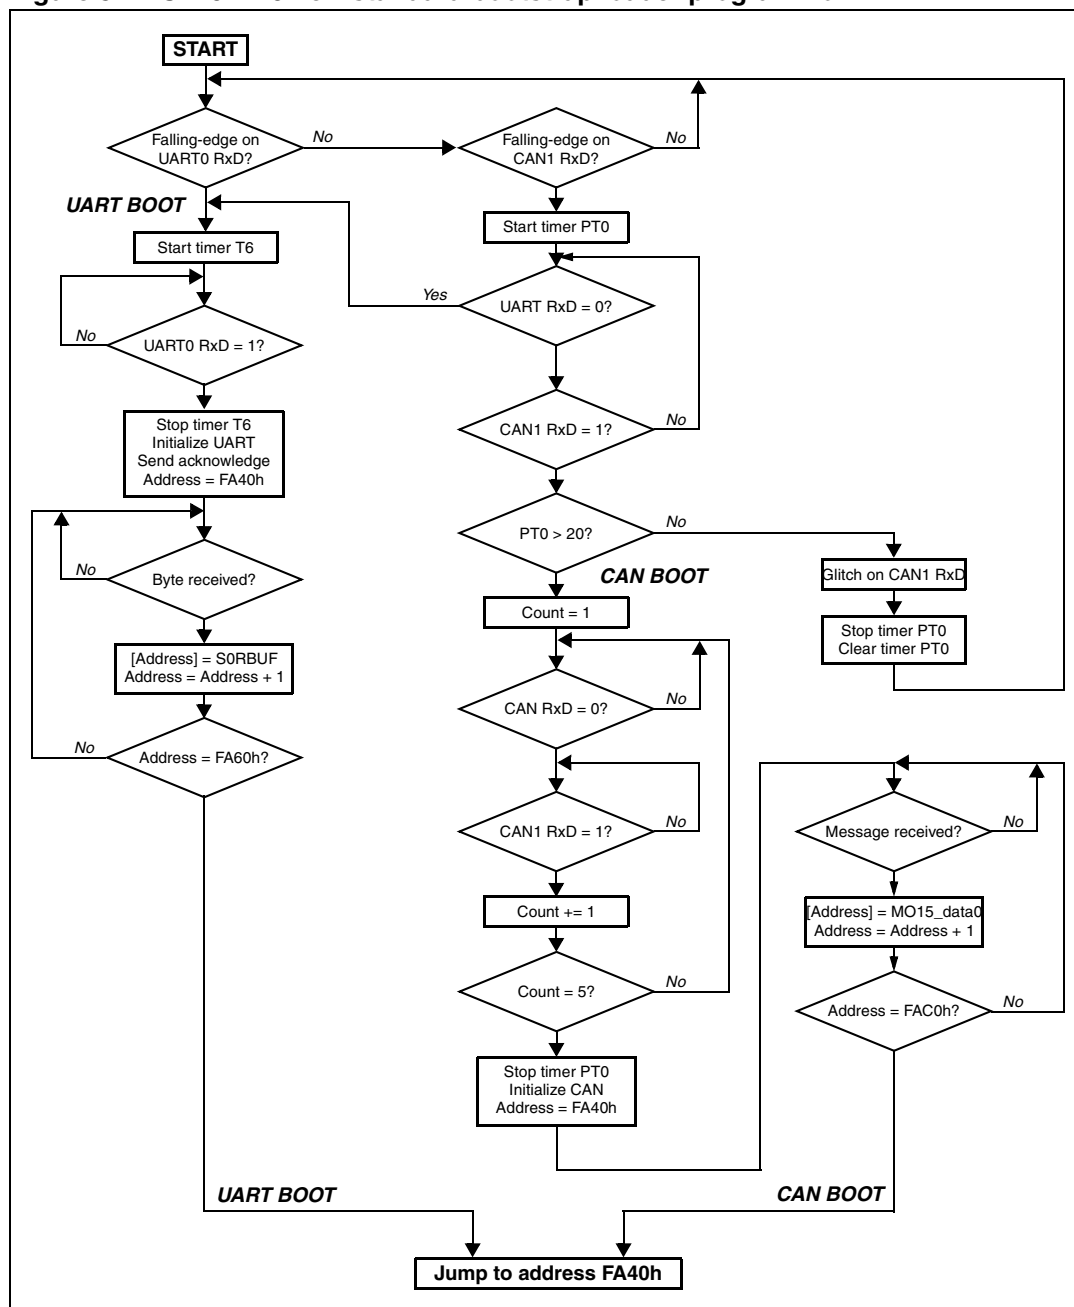 START
Falling-edge on
UART0 RxD?
No
Falling-edge on
CAN1 RxD?
No
UART BOOT
Start timer T6
Start timer PT0
Yes
UART RxD = 0?
No
UART0 RxD = 1?
CAN1 RxD = 1?
No
Stop timer T6
Initialize UART
Send acknowledge
Address = FA40h
PT0 > 20?
No
No
Byte received?
CAN BOOT
Glitch on CAN1 RxD
Count = 1
Stop timer PT0
Clear timer PT0
[Address] = S0RBUF
Address = Address + 1
CAN RxD = 0?
No
No
Address = FA60h?
CAN1 RxD = 1?
No
Message received?
No
Count += 1
[Address] = MO15_data0
Address = Address + 1
Count = 5?
No
Address = FAC0h?
No
Stop timer PT0
Initialize CAN
Address = FA40h
UART BOOT
CAN BOOT
Jump to address FA40h